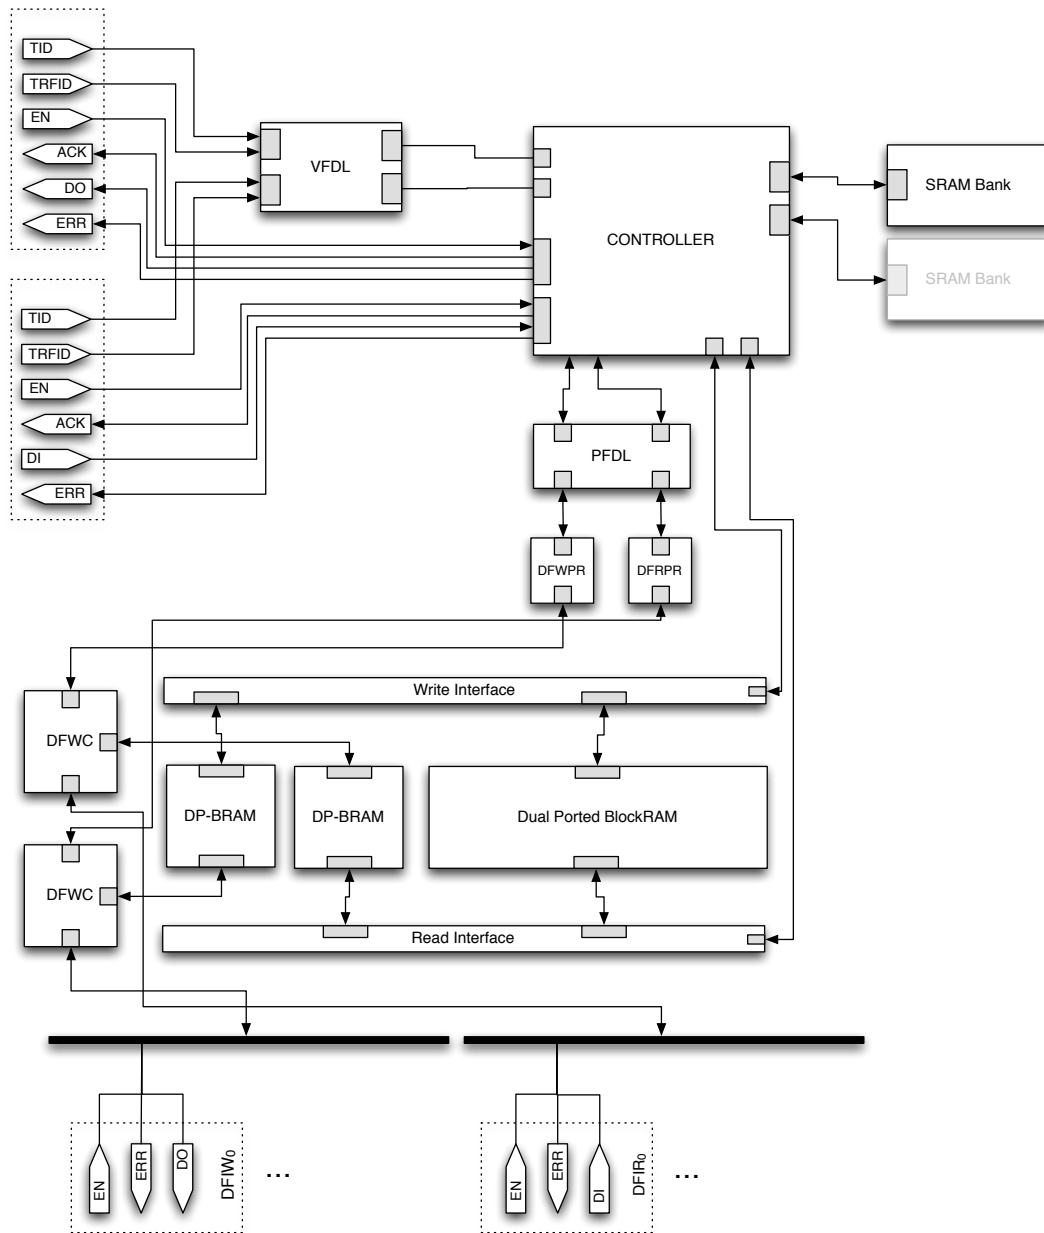 TID
TRFID
EN
ACK
DO
ERR
VFDL
CONTROLLER
SRAM Bank
SRAM Bank
TID
TRFID
EN
ACK
DI
ERR
PFDL
DFWPR
DFRPR
Write Interface
DFWC
DP-BRAM
DP-BRAM
Dual Ported BlockRAM
DFWC
Read Interface
EN
ERR
DO
DFIW0
...
EN
ERR
DI
DFIR0
...